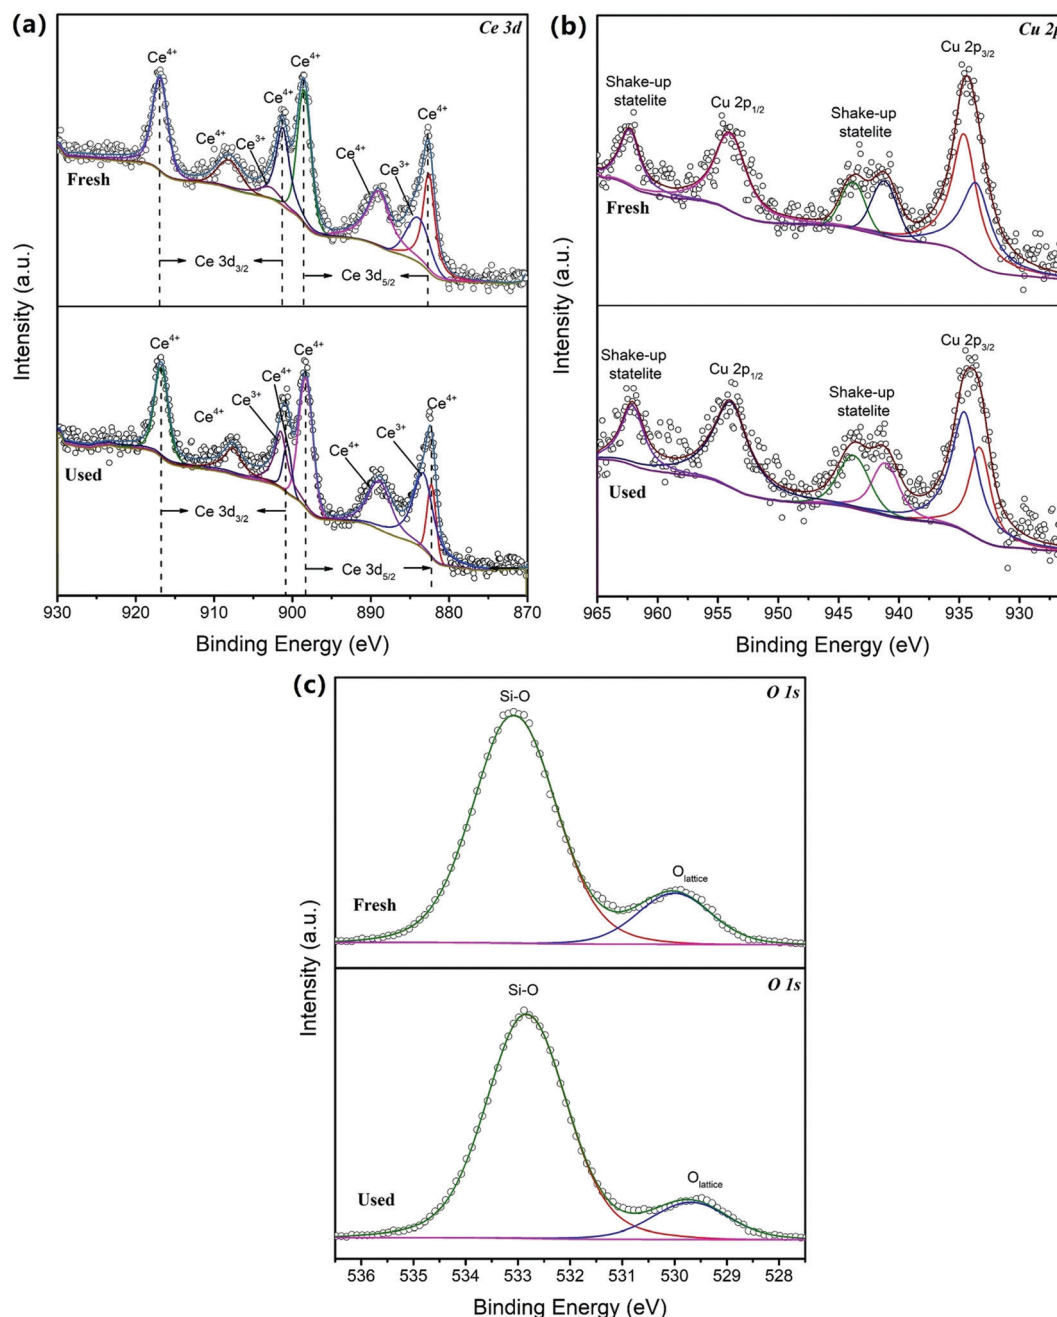 (a)
Ce 3d
Ce4+
Ce4+
Ce4+
Ce4+
Ce3+
Ce4+
Ce3+
Ce4+
Fresh
Ce 3d3/2
Ce 3d5/2
Ce4+
Ce4+
Ce4+
Ce3+
Ce4+
Ce4+
Ce3+
Ce4+
Used
Ce 3d3/2
Ce 3d5/2
Intensity (a.u.)
930 920 910 900 890 880 870
Binding Energy (eV)
(b)
Cu 2p
Shake-up
statelite
Cu 2p1/2
Shake-up
statelite
Cu 2p3/2
Fresh
Shake-up
statelite
Cu 2p1/2
Shake-up
statelite
Cu 2p3/2
Used
Intensity (a.u.)
965 960 955 950 945 940 935 930
Binding Energy (eV)
(c)
O 1s
Si-O
Olattice
Fresh
O 1s
Si-O
Olattice
Used
Intensity (a.u.)
536 535 534 533 532 531 530 529 528
Binding Energy (eV)